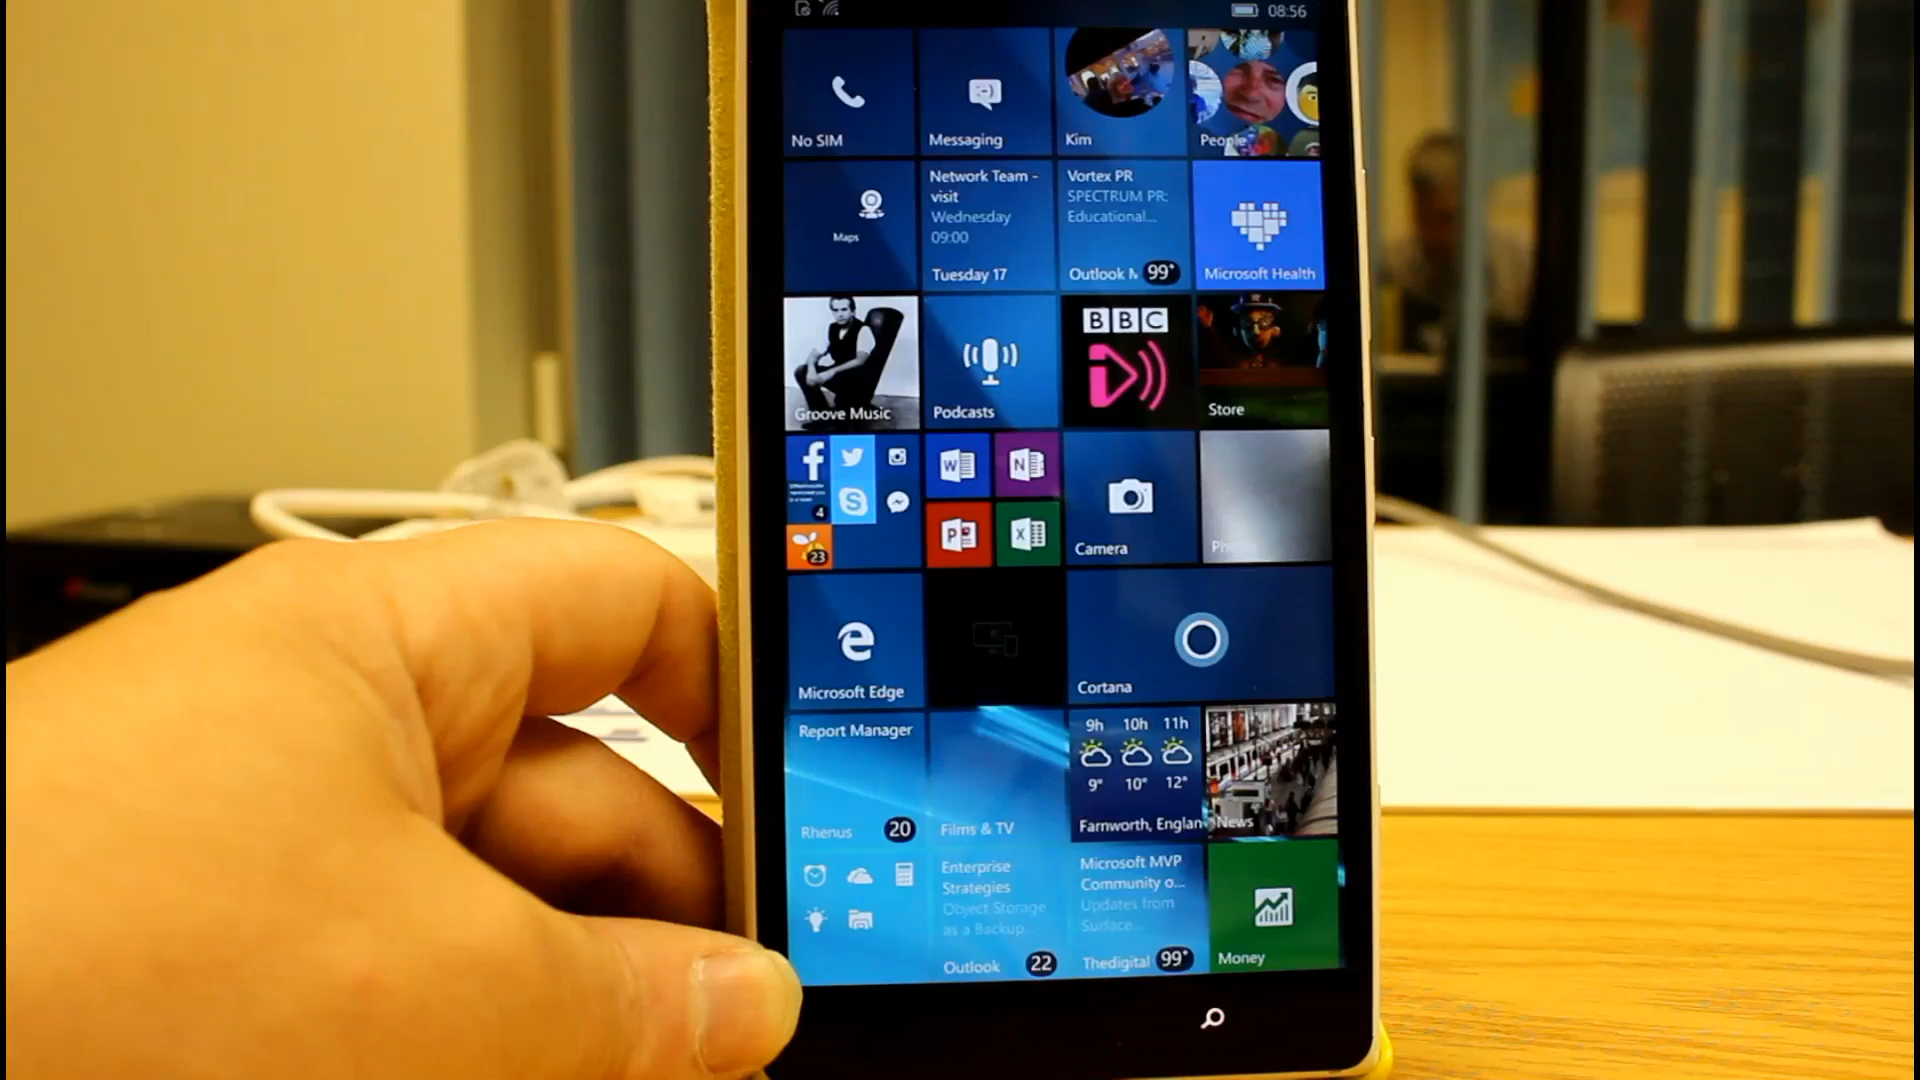 08:56
No SIM
Messaging
Kim
People
Maps
Network Team -
visit
Wednesday
09:00
Tuesday 17
Vortex PR
SPECTRUM PR:
Educational...
Outlook M 99+
Microsoft Health
Groove Music
Podcasts
BBC
Store
4
23
W
N
P
X
Camera
Microsoft Edge
Cortana
Report Manager
Rhenus 20
Films & TV
9h 10h 11h
9° 10° 12°
Farnworth, Englan
News
Enterprise
Strategies
Object Storage
as a Backup...
Outlook 22
Microsoft MVP
Community o...
Updates from
Surface...
Thedigital 99+
Money